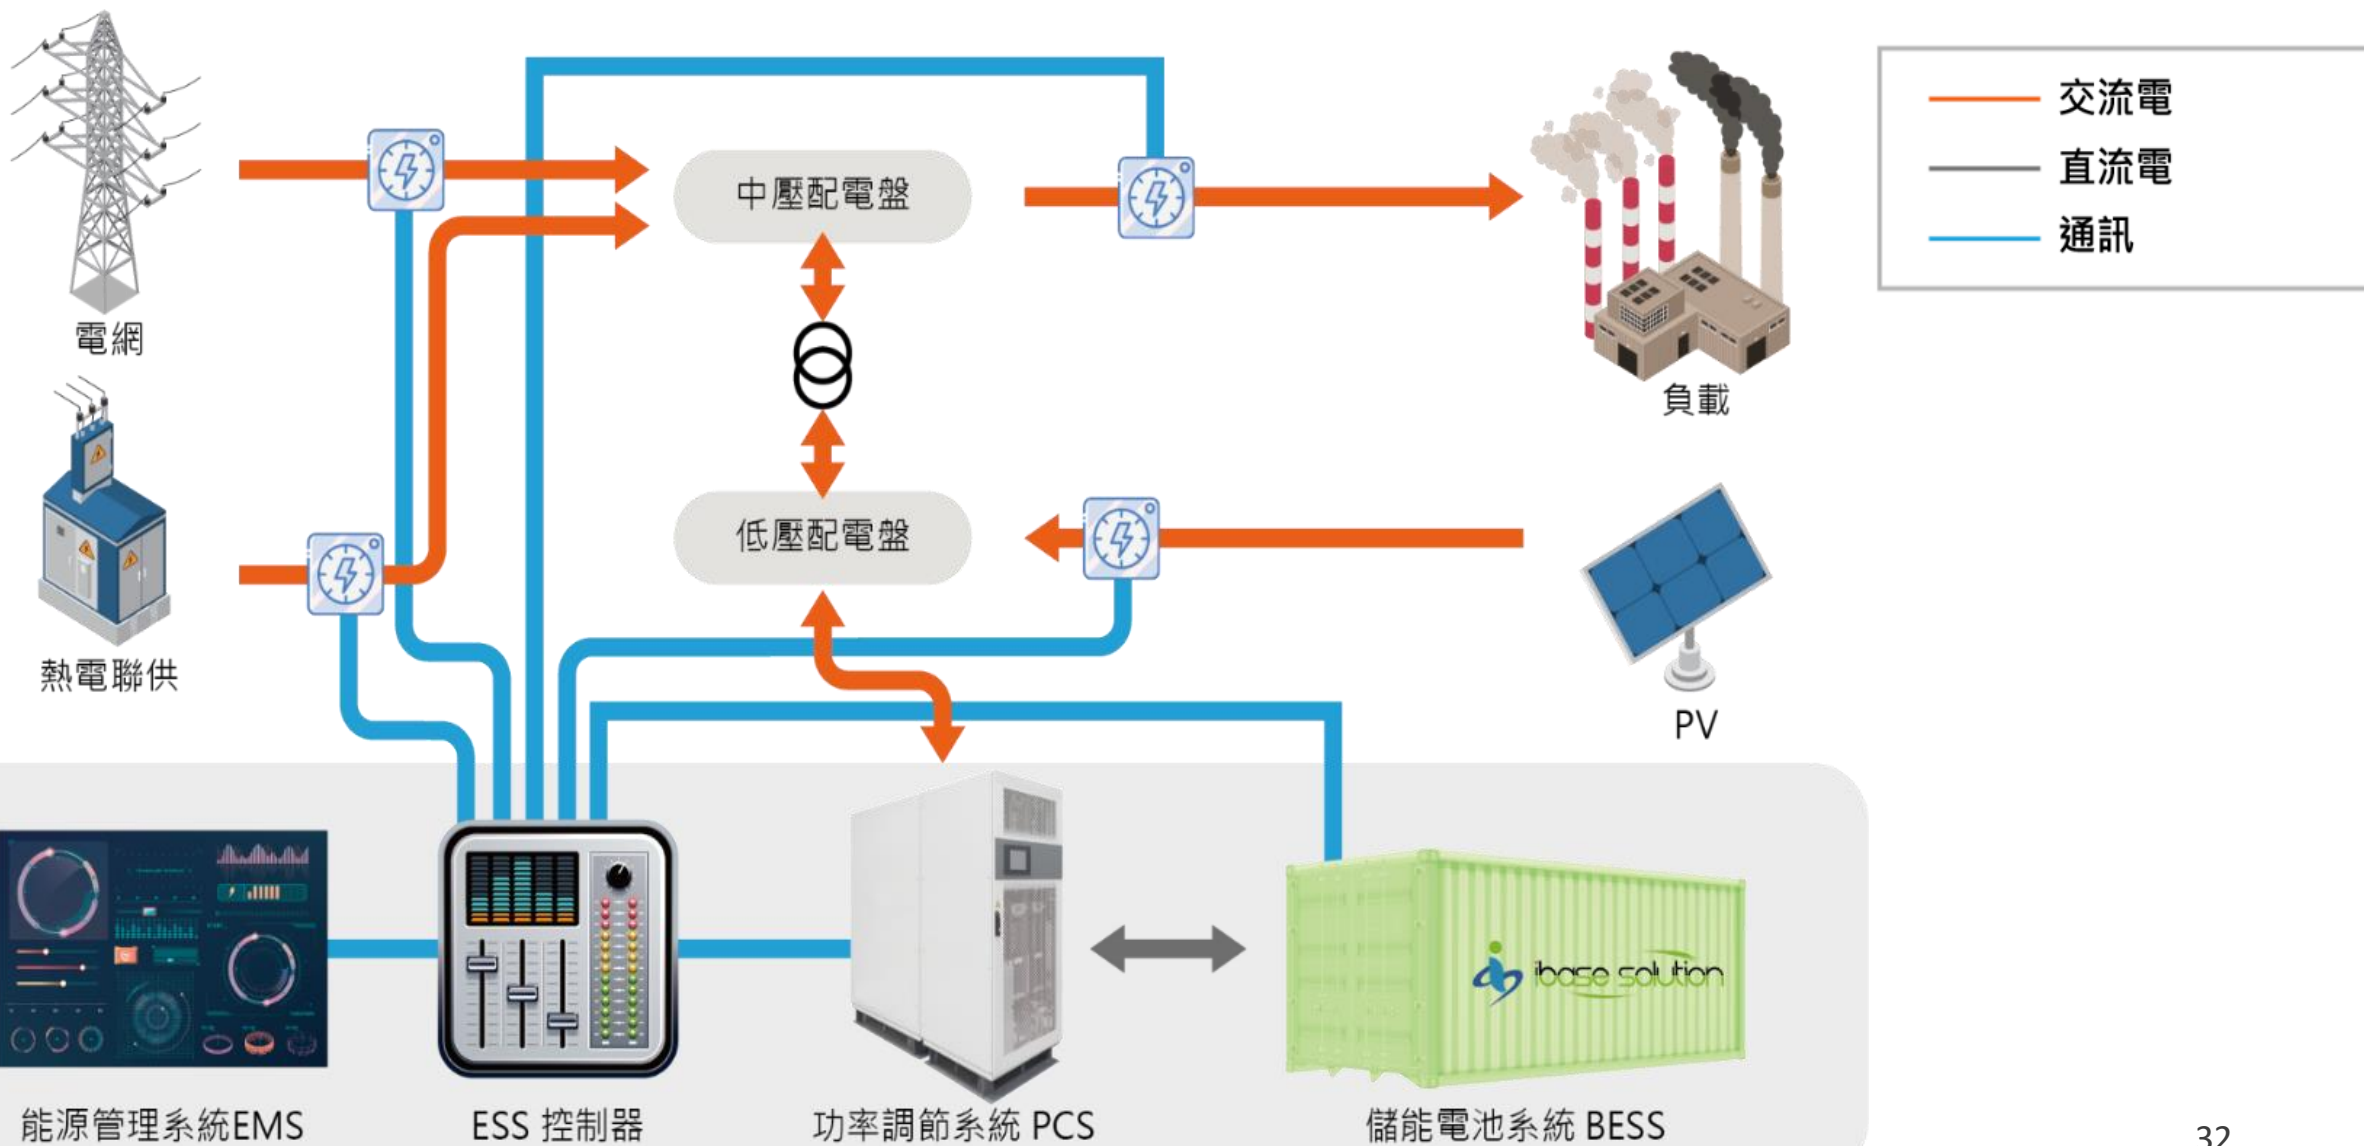 交流電
直流電
通訊
中壓配電盤
電網
負載
低壓配電盤
熱電聯供
PV
ibase solution
能源管理系統EMS
ESS 控制器
功率調節系統 PCS
儲能電池系統 BESS
32